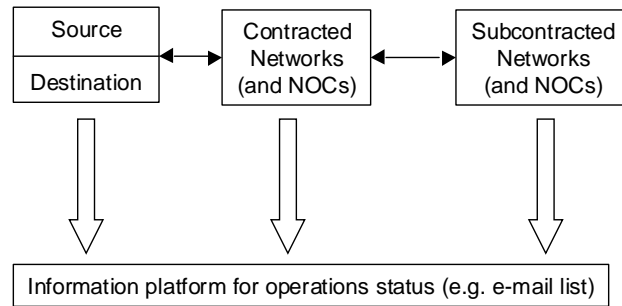 Source
Destination
Contracted
Networks
(and NOCs)
Subcontracted
Networks
(and NOCs)
Information platform for operations status (e.g. e-mail list)